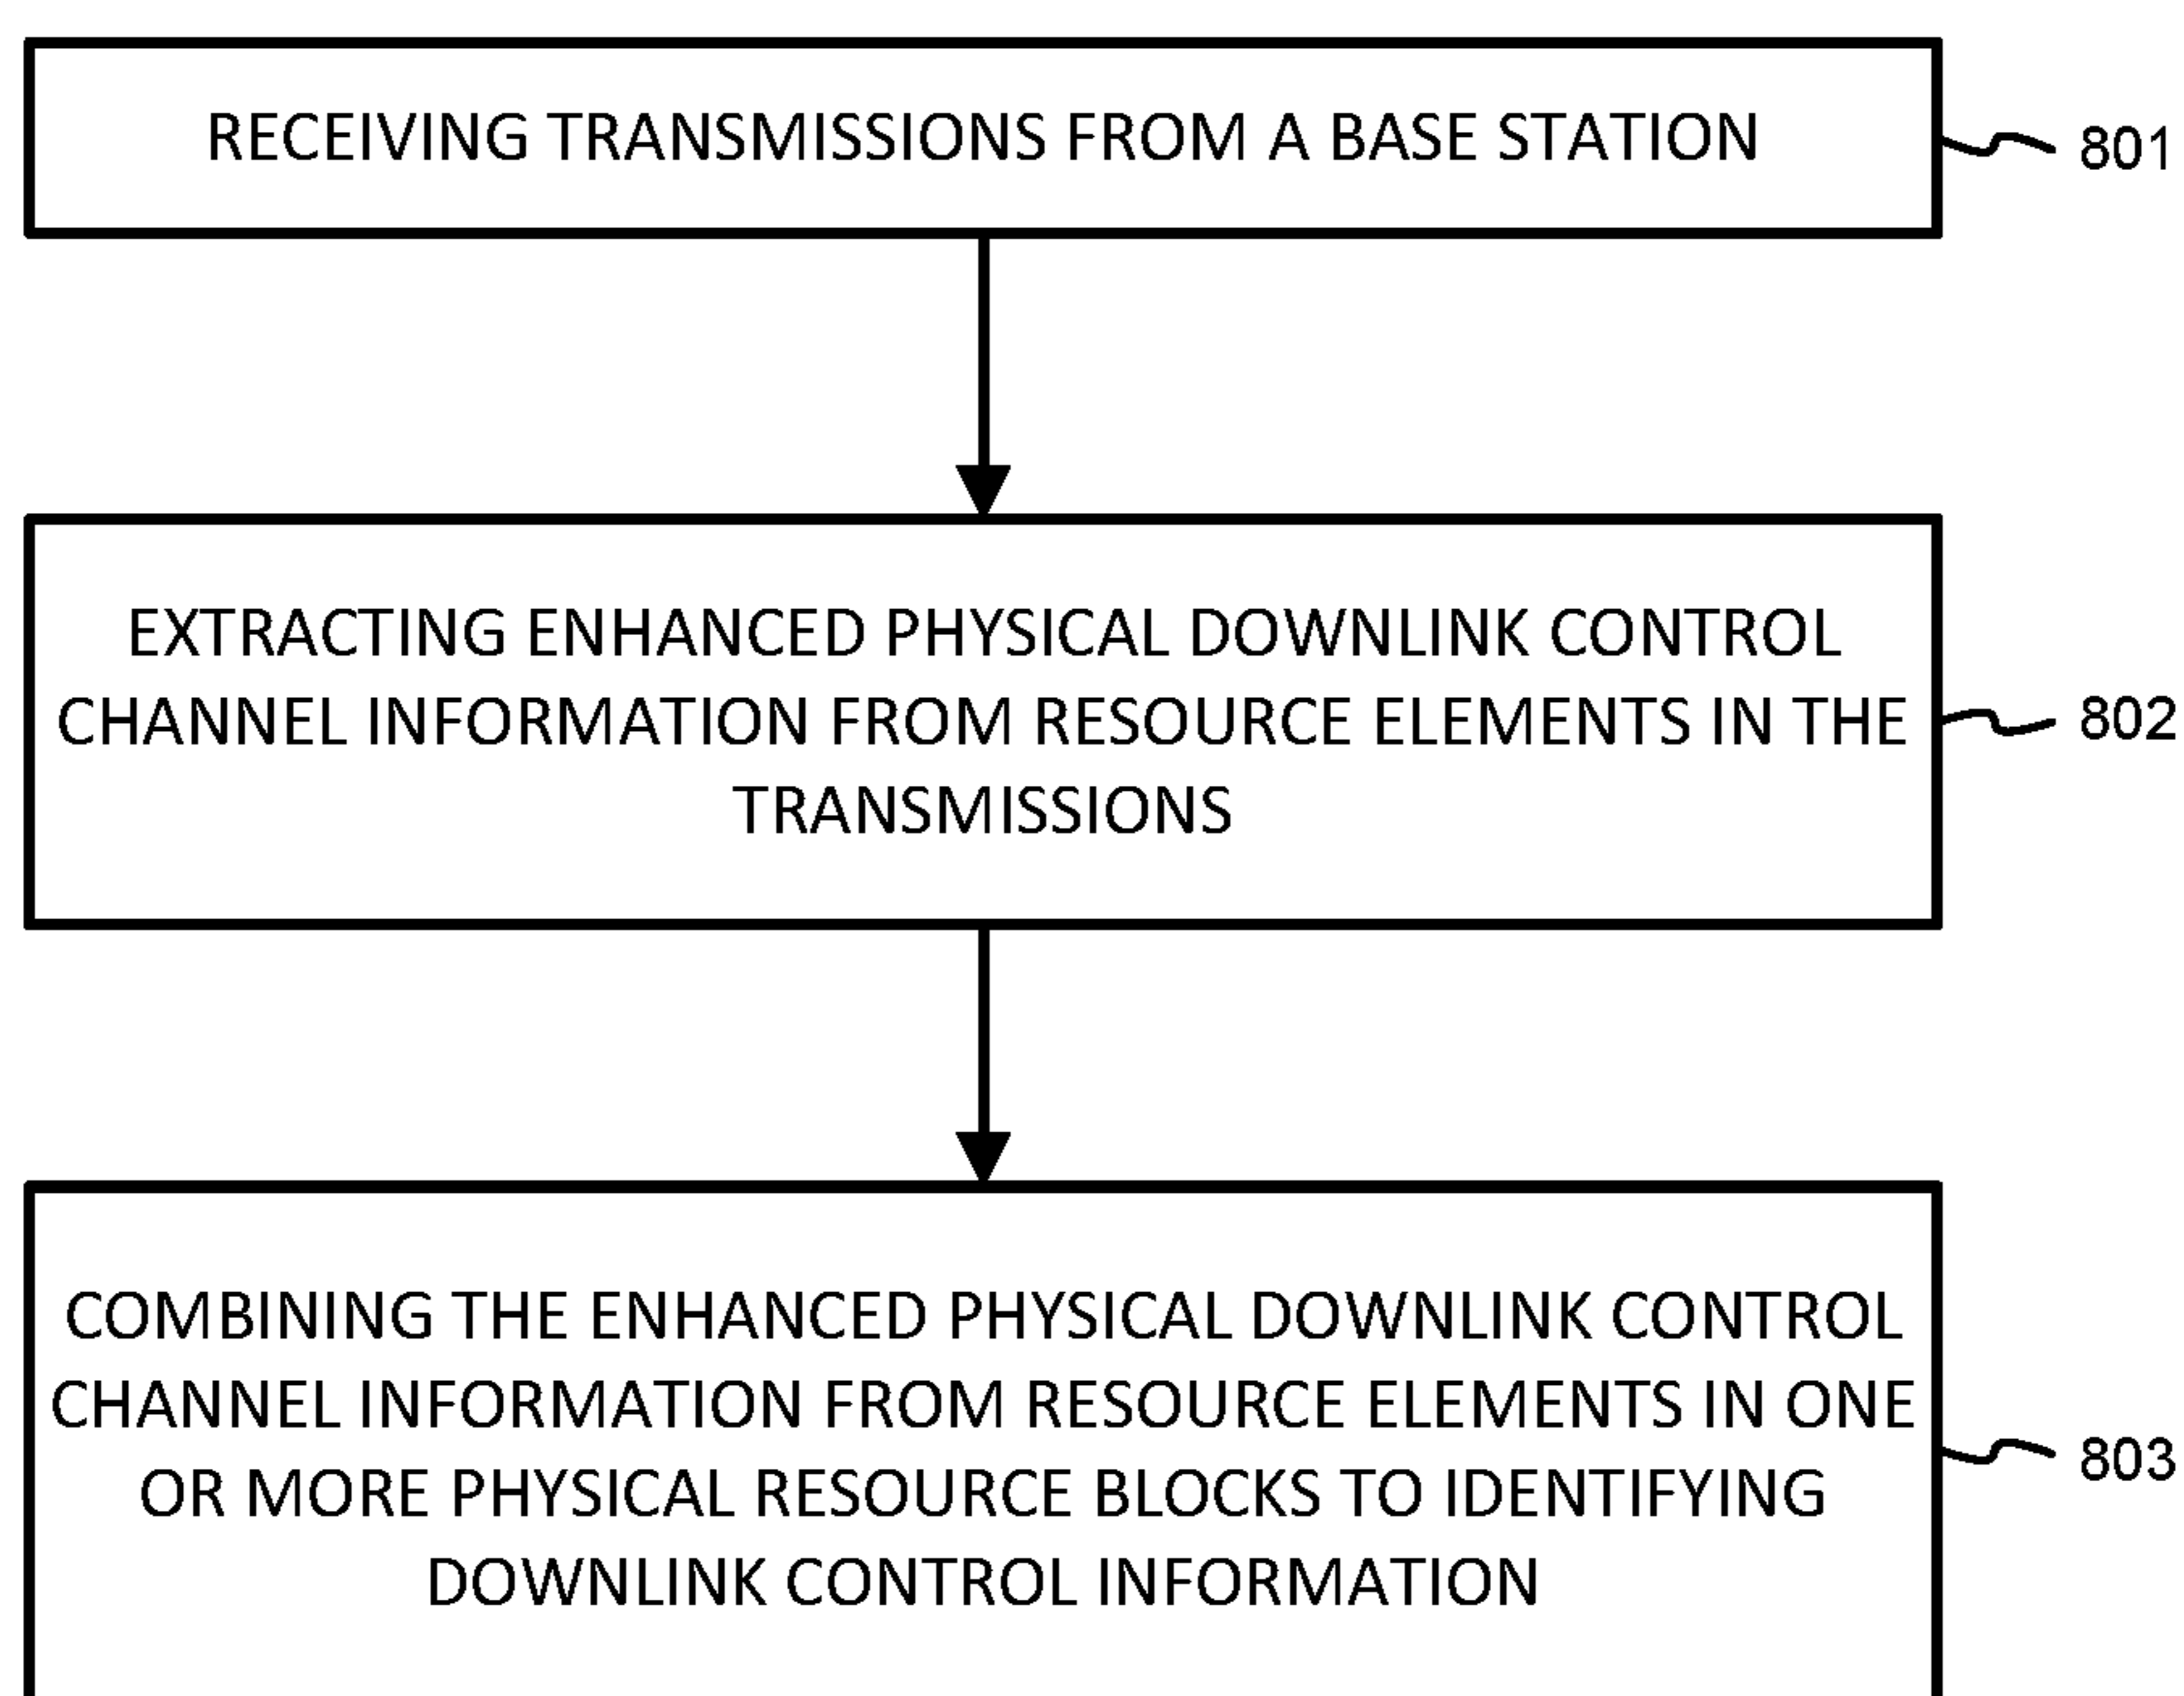 RECEIVING TRANSMISSIONS FROM A BASE STATION
801
EXTRACTING ENHANCED PHYSICAL DOWNLINK CONTROL
CHANNEL INFORMATION FROM RESOURCE ELEMENTS IN THE
TRANSMISSIONS
802
COMBINING THE ENHANCED PHYSICAL DOWNLINK CONTROL
CHANNEL INFORMATION FROM RESOURCE ELEMENTS IN ONE
OR MORE PHYSICAL RESOURCE BLOCKS TO IDENTIFYING
DOWNLINK CONTROL INFORMATION
803